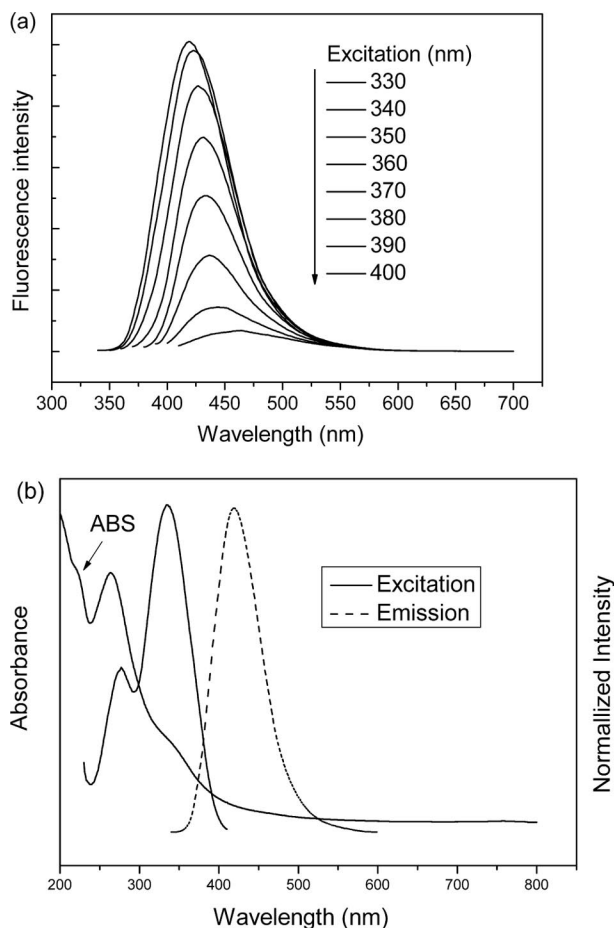 (a)
Fluorescence intensity
Excitation (nm)
330
340
350
360
370
380
390
400
300 350 400 450 500 550 600 650 700
Wavelength (nm)
(b)
ABS
Absorbance
Excitation
Emission
Normallized Intensity
200 300 400 500 600 700 800
Wavelength (nm)